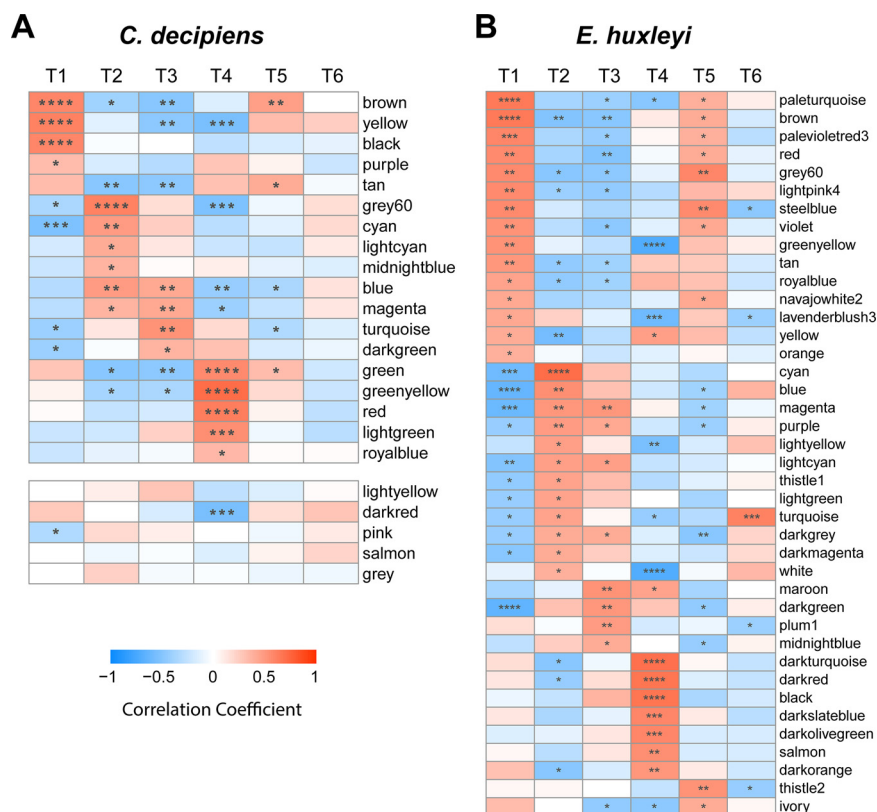 A
C. decipiens
T1 T2 T3 T4 T5 T6
**** * ** ** brown
**** ** *** yellow
**** black
* purple
** ** * tan
* **** *** grey60
*** ** cyan
* lightcyan
* midnightblue
** ** ** * blue
* ** * magenta
* ** * turquoise
* * darkgreen
* ** **** * green
* * **** greenyellow
**** red
*** lightgreen
* royalblue
lightyellow
*** darkred
* pink
salmon
grey
−1 −0.5 0 0.5 1
Correlation Coefficient
B
E. huxleyi
T1 T2 T3 T4 T5 T6
**** * * * paleturquoise
**** ** ** * brown
*** * * palevioletred3
** ** * red
** * * ** grey60
** * * lightpink4
** ** * steelblue
** * * violet
** **** greenyellow
** * * tan
* * * royalblue
* * navajowhite2
* *** * lavenderblush3
* ** * yellow
* orange
*** **** cyan
**** ** * blue
*** ** ** * magenta
* ** * * purple
* ** lightyellow
** * * lightcyan
* * thistle1
* * lightgreen
* * * *** turquoise
* * * ** darkgrey
* * darkmagenta
* **** white
** * maroon
**** ** * darkgreen
** * plum1
* * midnightblue
* **** darkturquoise
* **** darkred
**** black
*** darkslateblue
*** darkolivegreen
** salmon
* ** darkorange
** * thistle2
* * * ivory